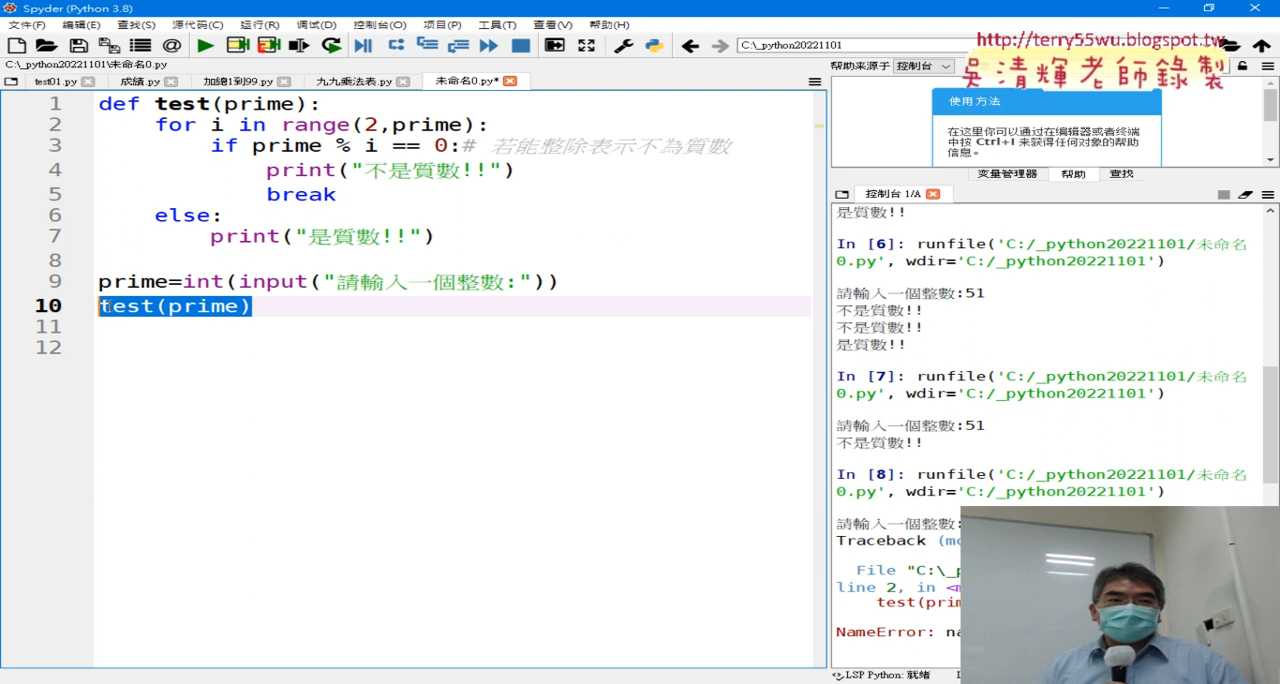 Spyder (Python 3.8)
文件(F) 编辑(E) 查找(S) 源代码(C) 运行(R) 调试(D) 控制台(O) 项目(P) 工具(T) 查看(V) 帮助(H)
C:\_python20221101
http://terry55wu.blogspot.tw
吳清輝老師錄製
C:\_python20221101\未命名0.py
test01.py 成績.py 加總1到99.py 九九乘法表.py 未命名0.py*
1 def test(prime):
2 for i in range(2,prime):
3 if prime % i == 0:# 若能整除表示不為質數
4 print("不是質數!!")
5 break
6 else:
7 print("是質數!!")
8
9 prime=int(input("請輸入一個整數:"))
10 test(prime)
11
12
帮助来源于 控制台
使用方法
在这里你可以通过在编辑器或者终端
中按 Ctrl+I 来获得任何对象的帮助
信息。
变量管理器 帮助 查找
控制台 1/A
是質數!!
In [6]: runfile('C:/_python20221101/未命名
0.py', wdir='C:/_python20221101')
請輸入一個整數:51
不是質數!!
不是質數!!
是質數!!
In [7]: runfile('C:/_python20221101/未命名
0.py', wdir='C:/_python20221101')
請輸入一個整數:51
不是質數!!
In [8]: runfile('C:/_python20221101/未命名
0.py', wdir='C:/_python20221101')
請輸入一個整數:
Traceback (mo
File "C:\_p
line 2, in <m
test(prim
NameError: na
LSP Python: 就绪